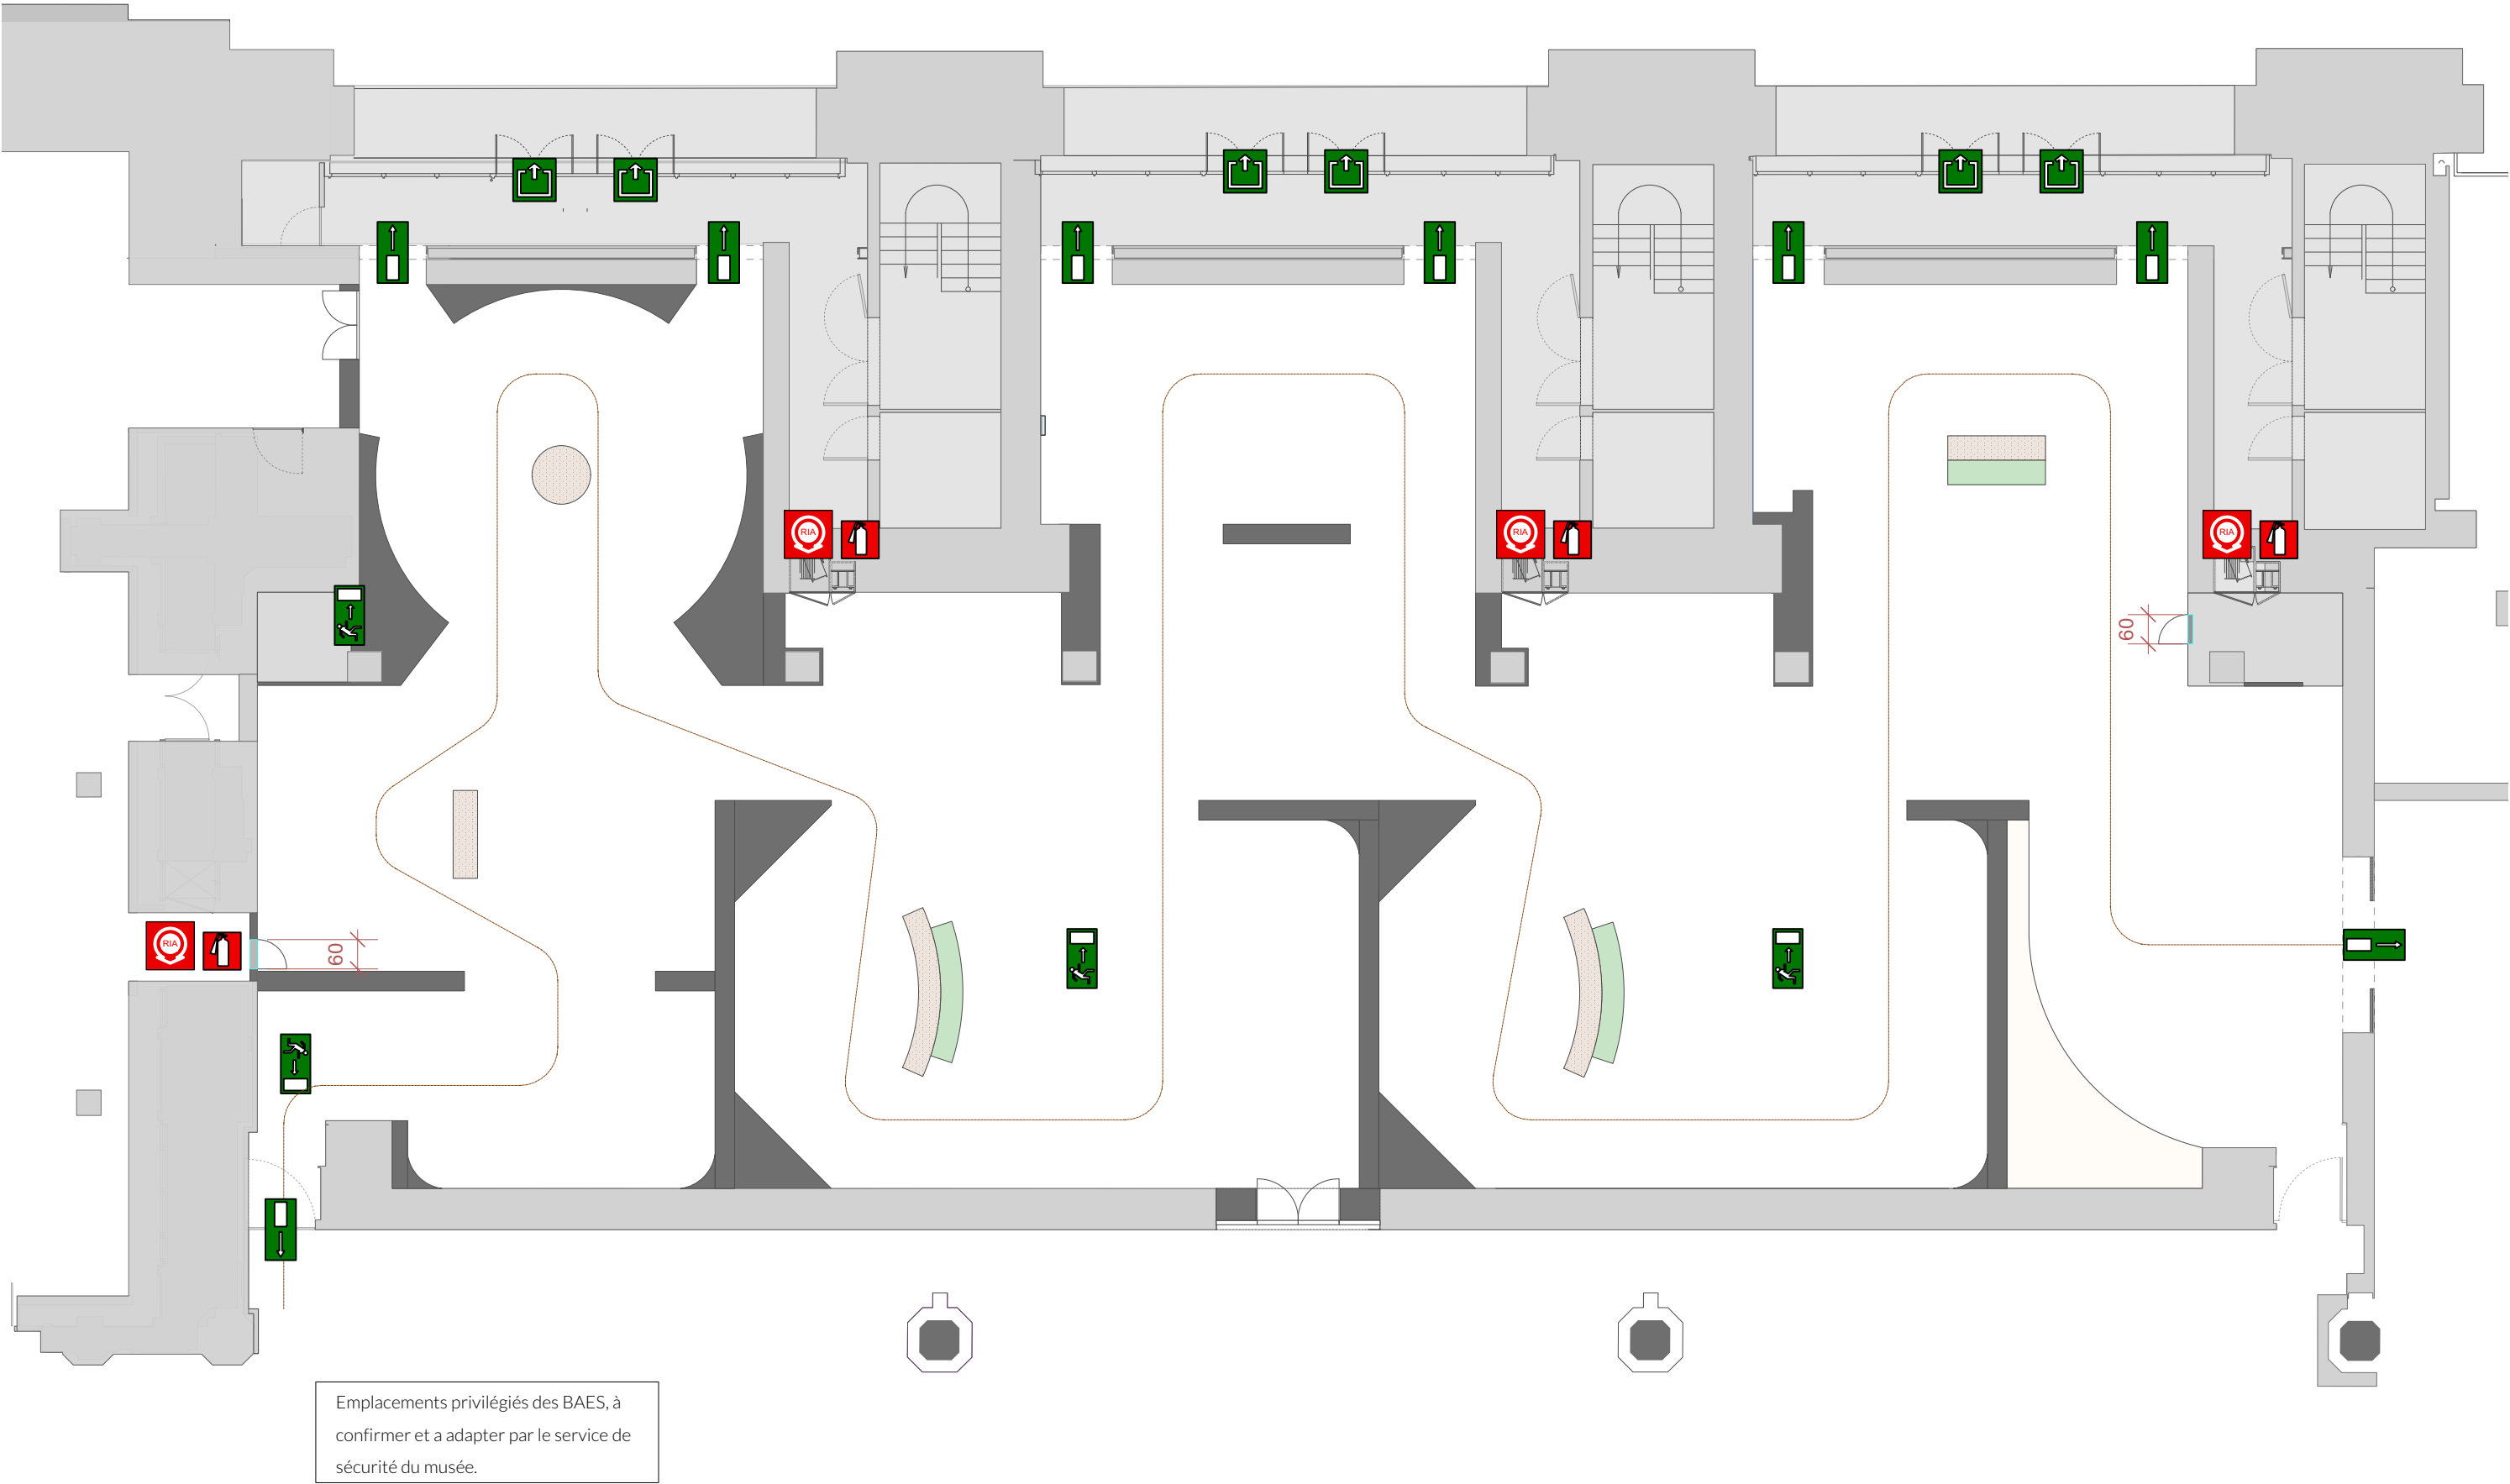 RIA
RIA
RIA
60
RIA
60
Emplacements privilégiés des BAES, à
confirmer et a adapter par le service de
sécurité du musée.